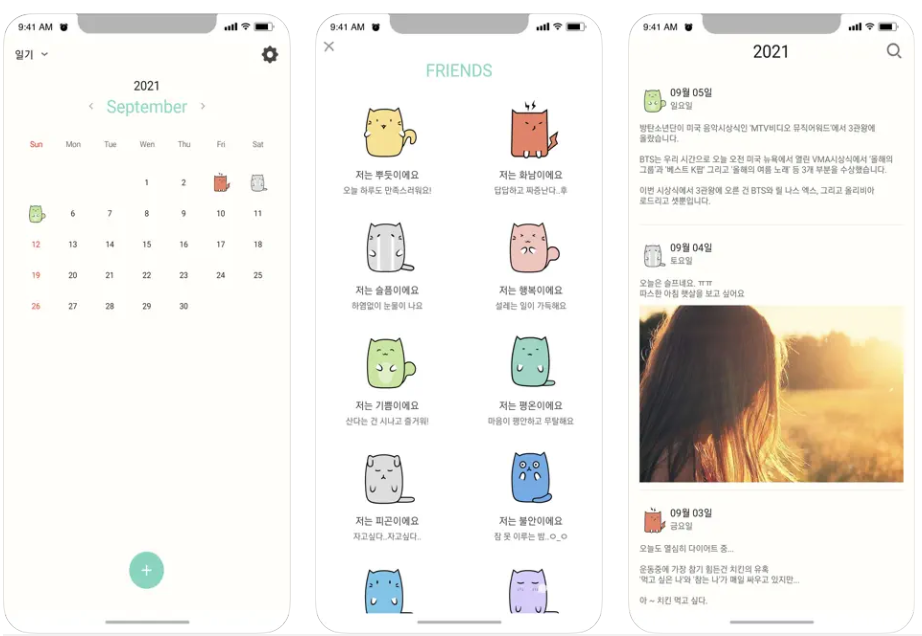 9:41 AM
일기
2021
September
Sun Mon Tue Wen Thu Fri Sat
1 2
6 7 8 9 10 11
12 13 14 15 16 17 18
19 20 21 22 23 24 25
26 27 28 29 30
+
9:41 AM
FRIENDS
저는 뿌듯이에요
오늘 하루도 만족스러워요!
저는 화남이에요
답답하고 짜증난다..후
저는 슬픔이에요
하염없이 눈물이 나요
저는 행복이에요
설레는 일이 가득해요
저는 기쁨이에요
산다는 건 신나고 즐거워!
저는 평온이에요
마음이 평안하고 무탈해요
저는 피곤이에요
자고싶다..자고싶다..
저는 불안이에요
잠 못 이루는 밤..ㅇ_ㅇ
9:41 AM
2021
09월 05일
일요일
방탄소년단이 미국 음악시상식인 'MTV비디오 뮤직어워드'에서 3관왕에
올랐습니다.
BTS는 우리 시간으로 오늘 오전 미국 뉴욕에서 열린 VMA시상식에서 '올해의
그룹'과 '베스트 K팝' 그리고 '올해의 여름 노래' 등 3개 부분을 수상했습니다.
이번 시상식에서 3관왕에 오른 건 BTS와 릴 나스 엑스, 그리고 올리비아
로드리고 셋뿐입니다.
09월 04일
토요일
오늘은 슬프네요. ㅠㅠ
따스한 아침 햇살을 보고 싶어요
09월 03일
금요일
오늘도 열심히 다이어트 중...
운동중에 가장 참기 힘든건 치킨의 유혹
'먹고 싶은 나'와 '참는 나'가 매일 싸우고 있지만...
아 ~ 치킨 먹고 싶다.